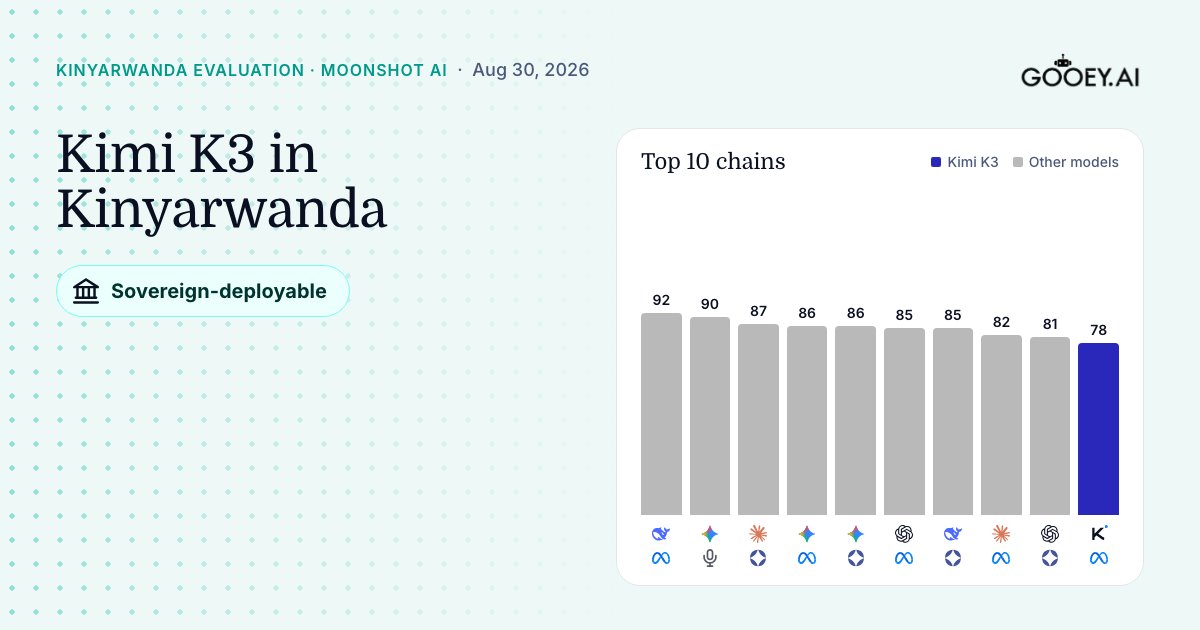 KINYARWANDA EVALUATION · MOONSHOT AI · Aug 30, 2026
GOOEY.AI
Kimi K3 in
Kinyarwanda
Sovereign-deployable
Top 10 chains
Kimi K3
Other models
92 90 87 86 86 85 85 82 81 78